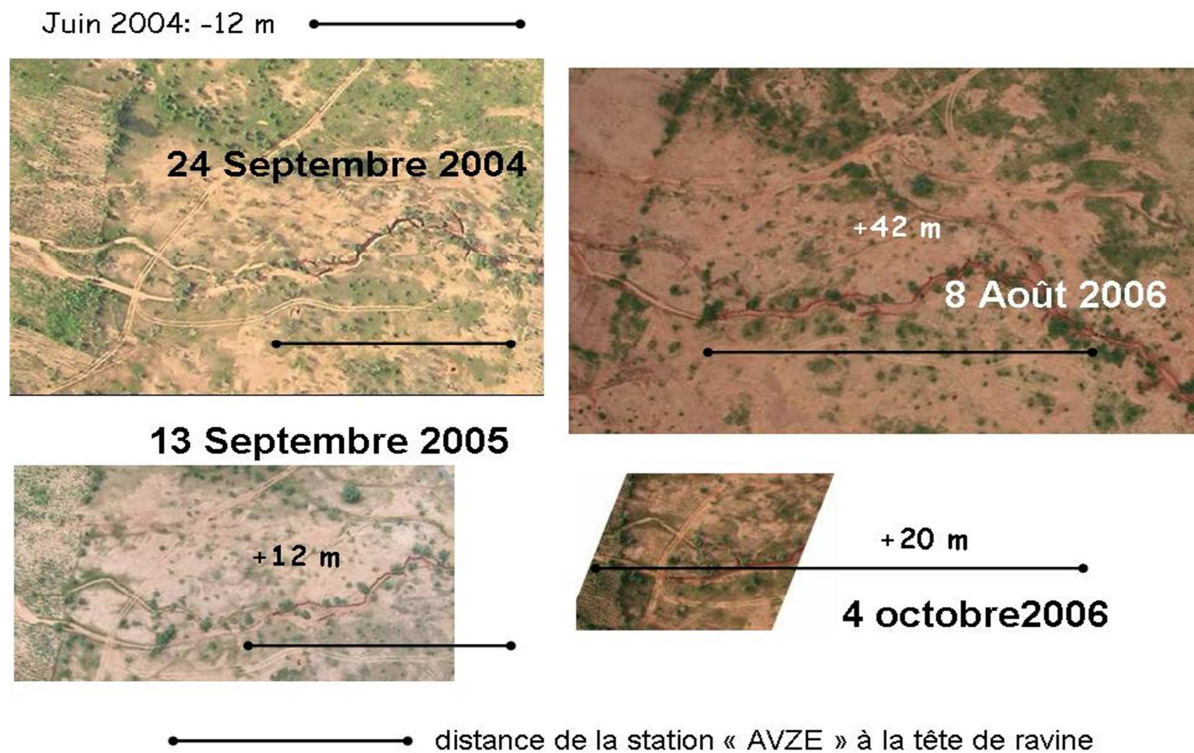 Juin 2004: -12 m
24 Septembre 2004
+42 m
8 Août 2006
13 Septembre 2005
+12 m
+20 m
4 octobre2006
distance de la station « AVZE » à la tête de ravine